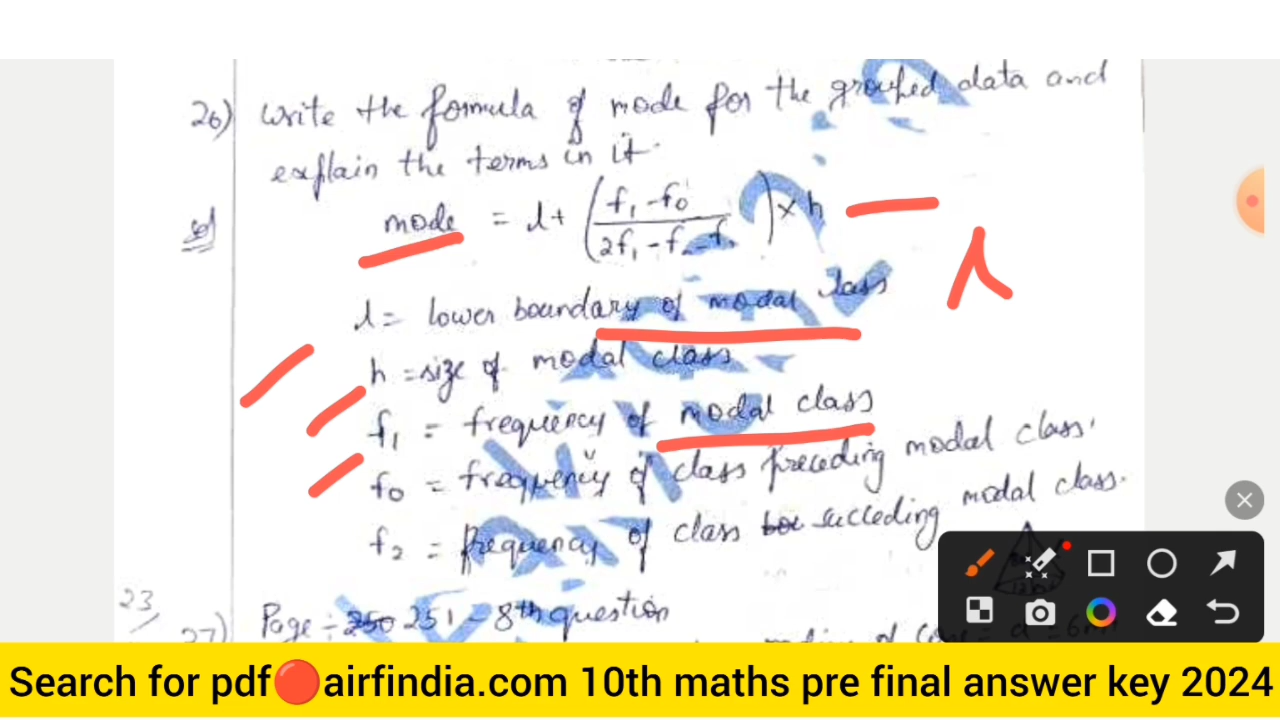 26) Write the formula of mode for the grouped data and
explain the terms in it.
Sol mode = l + (f₁ - f₀ / 2f₁ - f₀ - f₂) × h
l = lower boundary of modal class
h = size of modal class
f₁ = frequency of modal class
f₀ = frequency of class preceding modal class.
f₂ = frequency of class succeding modal class.
23,
27) Page ÷ 250 251 - 8th question
Search for pdf🔴airfindia.com 10th maths pre final answer key 2024